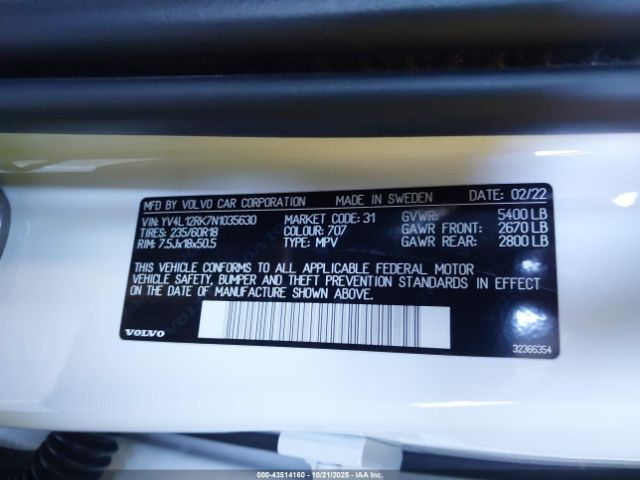 MFD BY VOLVO CAR CORPORATION MADE IN SWEDEN DATE: 02/22
VIN: YV4L12RK7N1035630 MARKET CODE: 31 GVWR: 5400 LB
TIRES: 235/60R18 COLOUR: 707 GAWR FRONT: 2670 LB
RIM: 7.5Jx18x50.5 TYPE: MPV GAWR REAR: 2800 LB
THIS VEHICLE CONFORMS TO ALL APPLICABLE FEDERAL MOTOR
VEHICLE SAFETY, BUMPER AND THEFT PREVENTION STANDARDS IN EFFECT
ON THE DATE OF MANUFACTURE SHOWN ABOVE.
VOLVO 32366354
000-43514160 - 10/21/2025 - © IAA Inc.